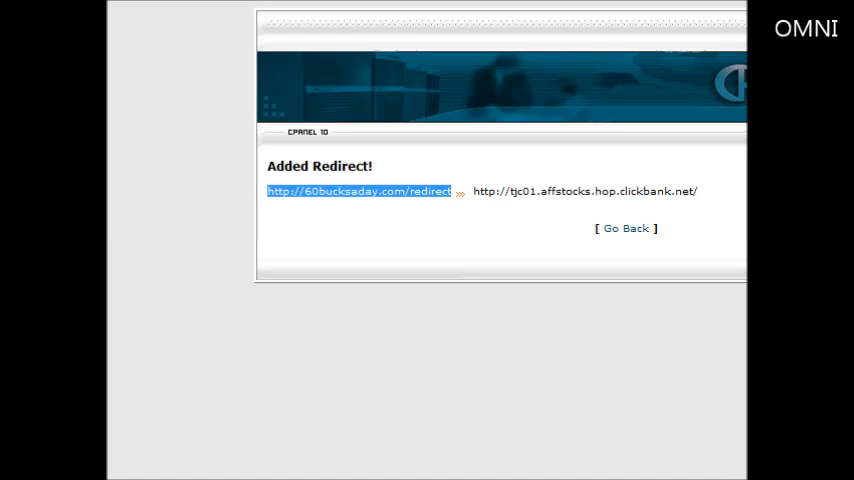 OMNI
CPANEL 10
Added Redirect!
http://60bucksaday.com/redirect http://tjc01.affstocks.hop.clickbank.net/
[ Go Back ]